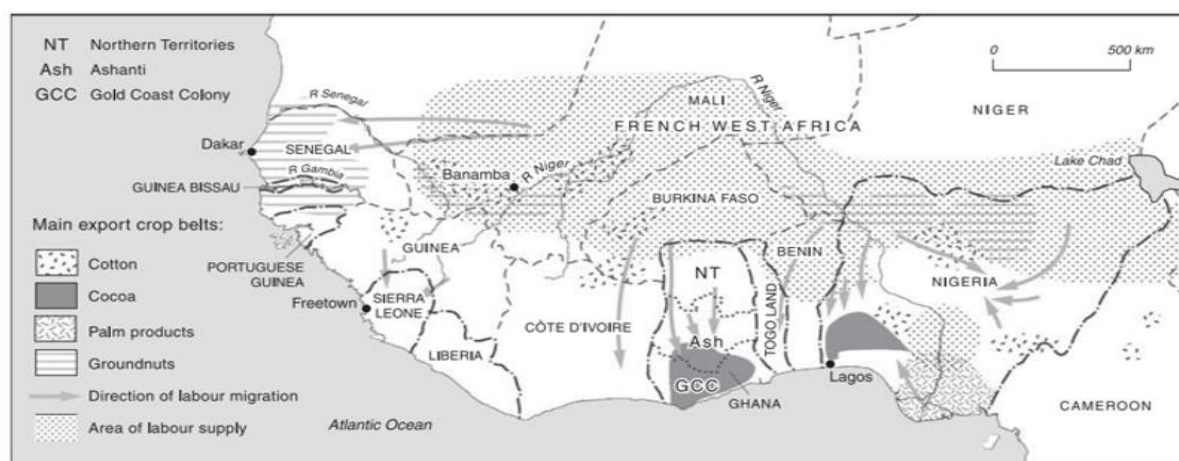 NT Northern Territories
Ash Ashanti
GCC Gold Coast Colony
0 500 km
R Senegal
MALI
R Niger
NIGER
FRENCH WEST AFRICA
Dakar
SENEGAL
Lake Chad
R Gambia
Banamba
R Niger
GUINEA BISSAU
BURKINA FASO
Main export crop belts:
Cotton
Cocoa
Palm products
Groundnuts
Direction of labour migration
Area of labour supply
GUINEA
BENIN
PORTUGUESE
GUINEA
NT
NIGERIA
Freetown
SIERRA
LEONE
CÔTE D'IVOIRE
TOGO LAND
Ash
LIBERIA
Lagos
GCC
GHANA
CAMEROON
Atlantic Ocean